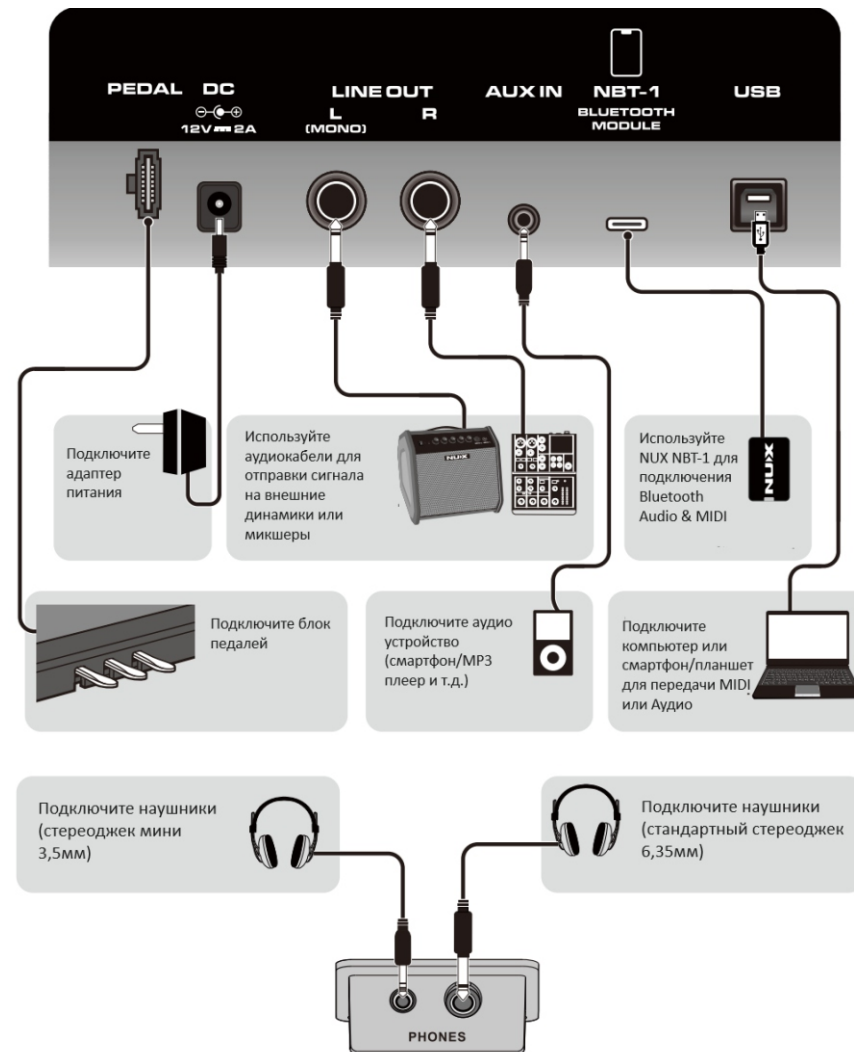 PEDAL DC LINE OUT AUX IN NBT-1 USB
L R
BLUETOOTH
MODULE
12V 2A
(MONO)
Подключите
адаптер
питания
Используйте
аудиокабели для
отправки сигнала
на внешние
динамики или
микшеры
NUX
Используйте
NUX NBT-1 для
подключения
Bluetooth
Audio & MIDI
NUX
Подключите блок
педалей
Подключите аудио
устройство
(смартфон/MP3
плеер и т.д.)
Подключите
компьютер или
смартфон/планшет
для передачи MIDI
или Аудио
Подключите наушники
(стереоджек мини
3,5мм)
Подключите наушники
(стандартный стереоджек
6,35мм)
PHONES